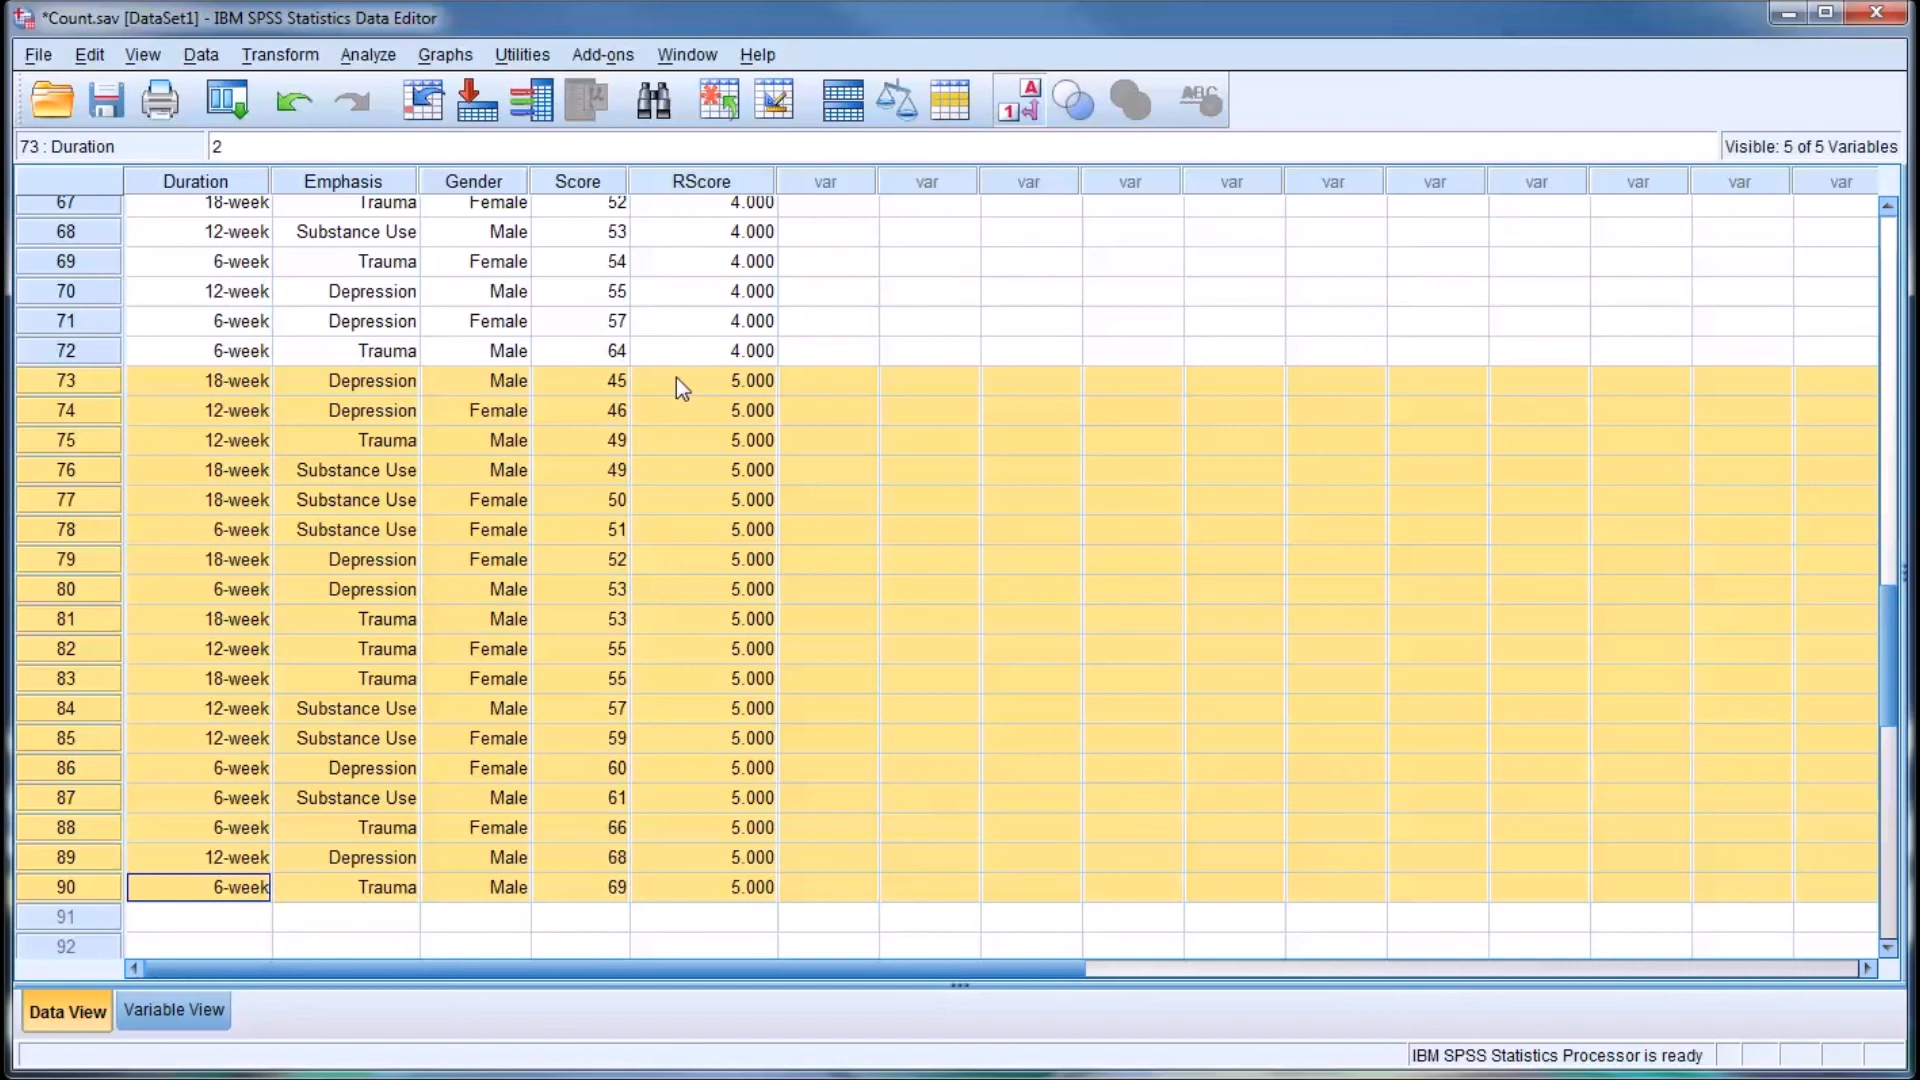 *Count.sav [DataSet1] - IBM SPSS Statistics Data Editor
File Edit View Data Transform Analyze Graphs Utilities Add-ons Window Help
A
1
ABC
73 : Duration 2 Visible: 5 of 5 Variables
Duration Emphasis Gender Score RScore var var var var var var var var var var var
67 18-week Trauma Female 52 4.000
68 12-week Substance Use Male 53 4.000
69 6-week Trauma Female 54 4.000
70 12-week Depression Male 55 4.000
71 6-week Depression Female 57 4.000
72 6-week Trauma Male 64 4.000
73 18-week Depression Male 45 5.000
74 12-week Depression Female 46 5.000
75 12-week Trauma Male 49 5.000
76 18-week Substance Use Male 49 5.000
77 18-week Substance Use Female 50 5.000
78 6-week Substance Use Female 51 5.000
79 18-week Depression Female 52 5.000
80 6-week Depression Male 53 5.000
81 18-week Trauma Male 53 5.000
82 12-week Trauma Female 55 5.000
83 18-week Trauma Female 55 5.000
84 12-week Substance Use Male 57 5.000
85 12-week Substance Use Female 59 5.000
86 6-week Depression Female 60 5.000
87 6-week Substance Use Male 61 5.000
88 6-week Trauma Female 66 5.000
89 12-week Depression Male 68 5.000
90 6-week Trauma Male 69 5.000
91
92
Data View Variable View
IBM SPSS Statistics Processor is ready